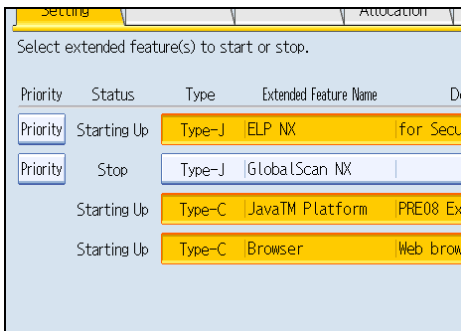 Setting Allocation
Select extended feature(s) to start or stop.
Priority Status Type Extended Feature Name
Priority Starting Up Type-J ELP NX for Secu
Priority Stop Type-J GlobalScan NX
Starting Up Type-C JavaTM Platform PRE08 Ex
Starting Up Type-C Browser Web brow